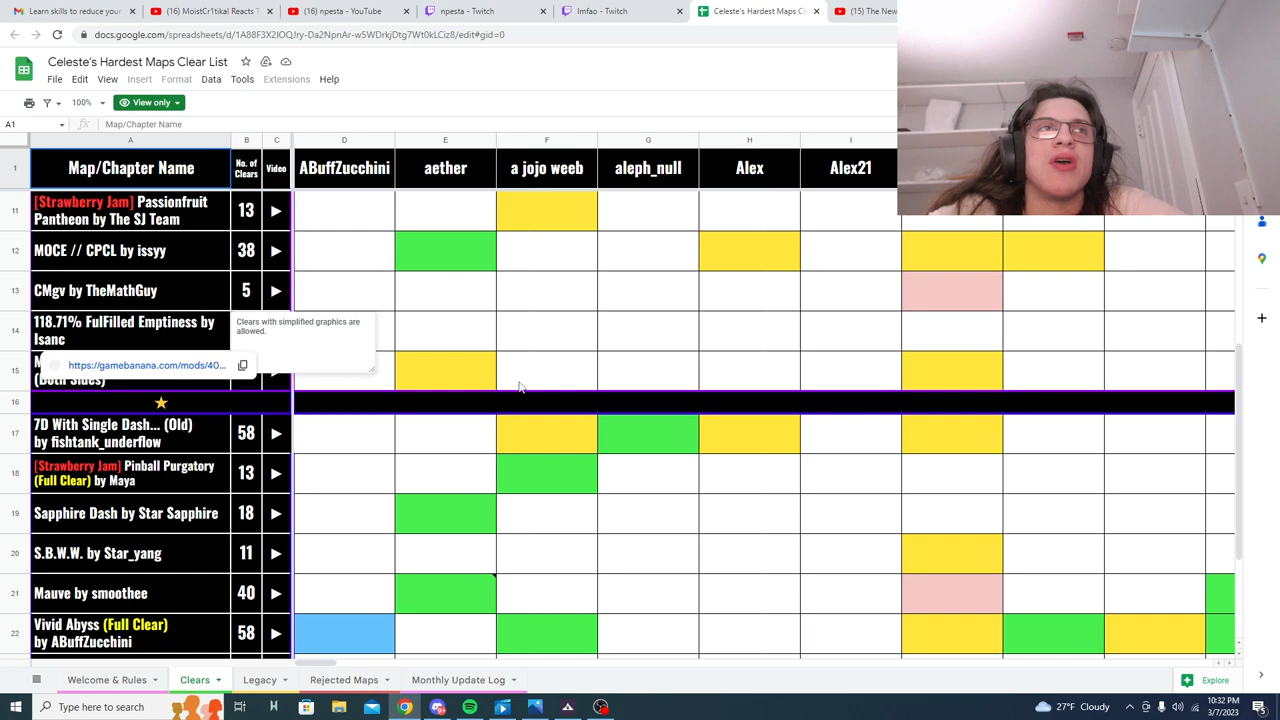 Email - Skills to reduce your
(16) MoistCr1tikal Reacts T
(16) npesta - YouTube
npesta - Twitch
lmfao - Twitch
Celeste's Hardest Maps Cl
(15) The New
docs.google.com/spreadsheets/d/1A88F3X2IOQJry-Da2NpnAr-w5WDrkjDtg7Wt0kLCiz8/edit#gid=0
Celeste's Hardest Maps Clear List
File Edit View Insert Format Data Tools Extensions Help
100% View only
A1 Map/Chapter Name
A B C D E F G H I
1 Map/Chapter Name No. of Clears Video ABuffZucchini aether a jojo weeb aleph_null Alex Alex21
11 [Strawberry Jam] Passionfruit
Pantheon by The SJ Team 13
12 MOCE // CPCL by issyy 38
13 CMgv by TheMathGuy 5
14 118.71% FulFilled Emptiness by
Isanc
Clears with simplified graphics are
allowed.
https://gamebanana.com/mods/40...
15 (Both Sides)
16
17 7D With Single Dash... (Old)
by fishtank_underflow 58
18 [Strawberry Jam] Pinball Purgatory
(Full Clear) by Maya 13
19 Sapphire Dash by Star Sapphire 18
20 S.B.W.W. by Star_yang 11
21 Mauve by smoothee 40
22 Vivid Abyss (Full Clear)
by ABuffZucchini 58
Welcome & Rules Clears Legacy Rejected Maps Monthly Update Log Explore
Type here to search
27°F Cloudy
10:32 PM
3/7/2023